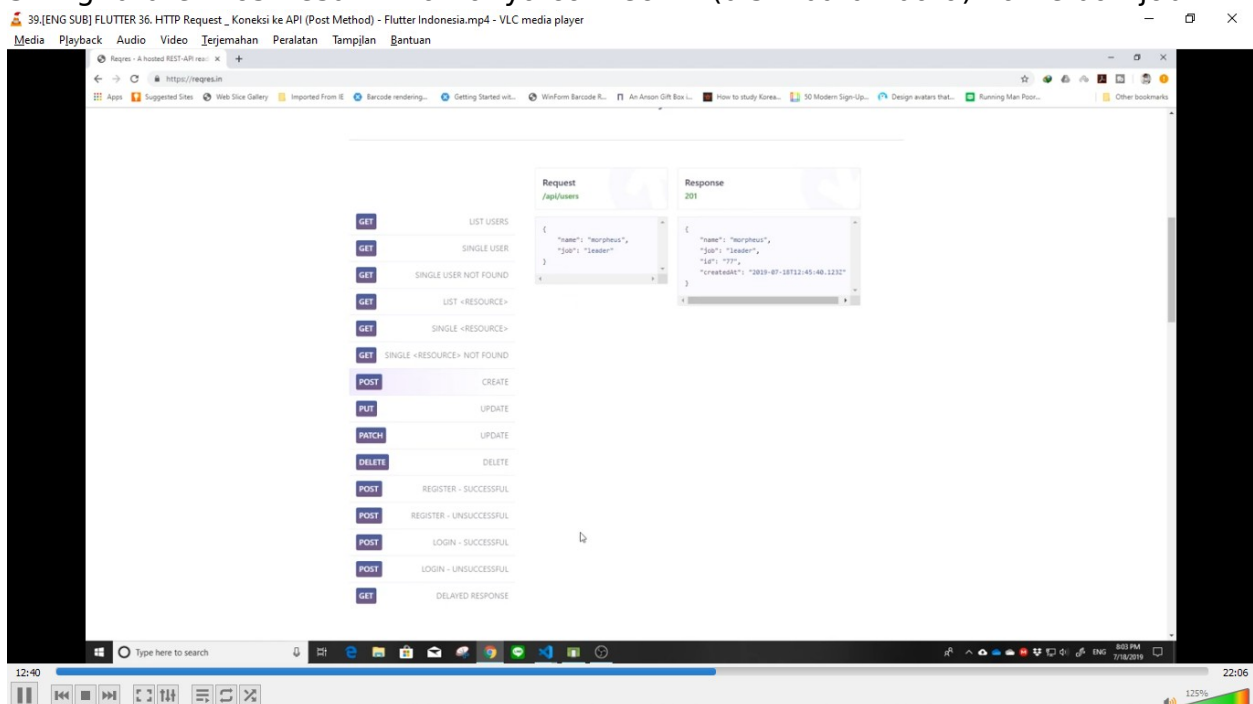 39.[ENG SUB] FLUTTER 36. HTTP Request _ Koneksi ke API (Post Method) - Flutter Indonesia.mp4 - VLC media player
Media Playback Audio Video Terjemahan Peralatan Tampilan Bantuan
Reqres - A hosted REST-API res
https://reqres.in
Apps Suggested Sites Web Slice Gallery Imported From IE Barcode rendering... Getting Started wit... WinForm Barcode R... An Anson Gift Box i... How to study Korea... 50 Modern Sign-Up... Design avatars that... Running Man Poor... Other bookmarks
Request
/api/users
Response
201
{
"name": "morpheus",
"job": "leader"
}
{
"name": "morpheus",
"job": "leader",
"id": "77",
"createdAt": "2019-07-18T12:45:40.123Z"
}
GET LIST USERS
GET SINGLE USER
GET SINGLE USER NOT FOUND
GET LIST <RESOURCE>
GET SINGLE <RESOURCE>
GET SINGLE <RESOURCE> NOT FOUND
POST CREATE
PUT UPDATE
PATCH UPDATE
DELETE DELETE
POST REGISTER - SUCCESSFUL
POST REGISTER - UNSUCCESSFUL
POST LOGIN - SUCCESSFUL
POST LOGIN - UNSUCCESSFUL
GET DELAYED RESPONSE
Type here to search
ENG
8:03 PM
7/18/2019
12:40
22:06
125%